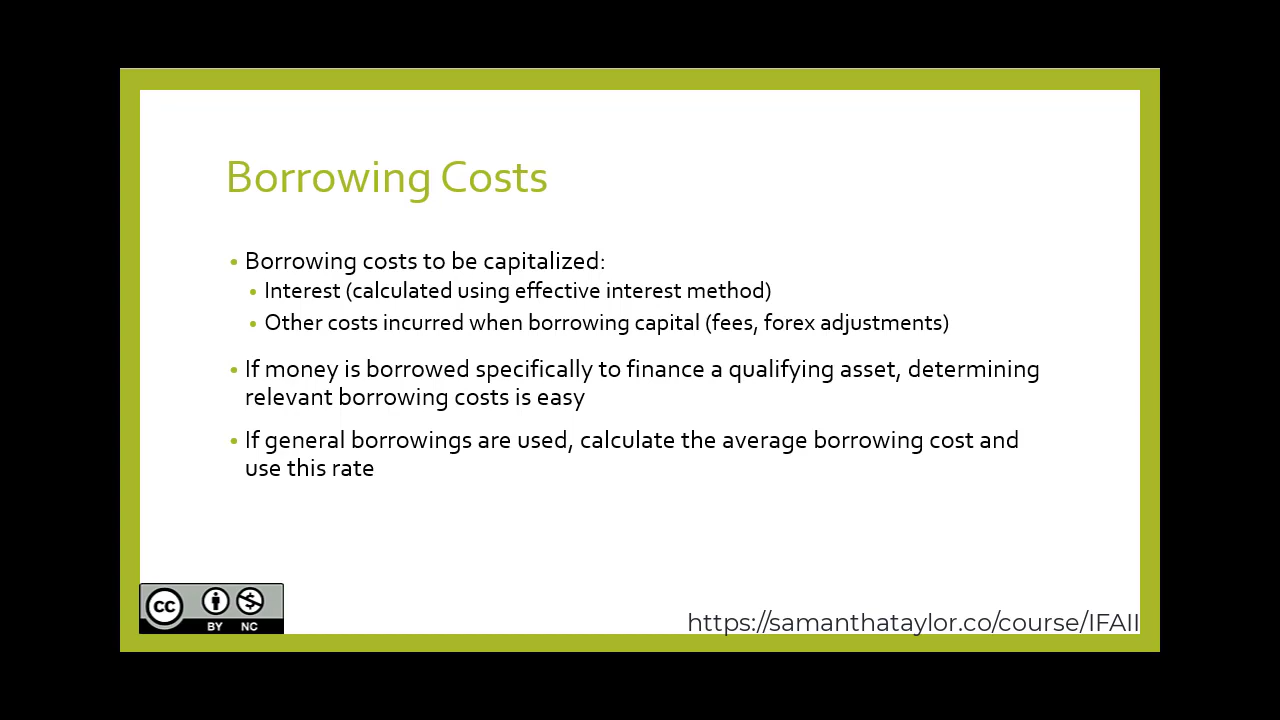 Borrowing Costs
• Borrowing costs to be capitalized:
• Interest (calculated using effective interest method)
• Other costs incurred when borrowing capital (fees, forex adjustments)
• If money is borrowed specifically to finance a qualifying asset, determining
relevant borrowing costs is easy
• If general borrowings are used, calculate the average borrowing cost and
use this rate
cc
BY NC
https://samanthataylor.co/course/IFAII